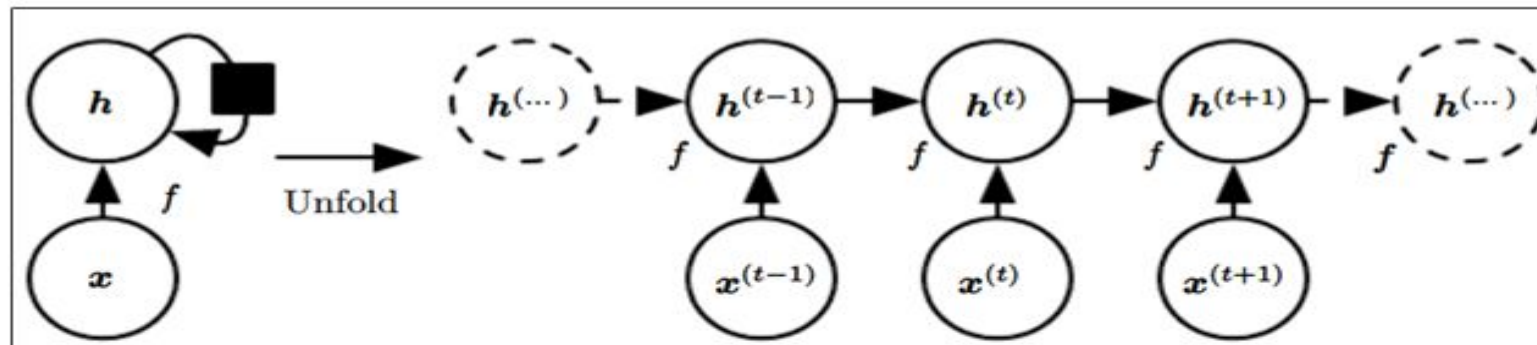 h h^(...) h^(t−1) h^(t) h^(t+1) h^(...)
f f f f f
Unfold
x x^(t−1) x^(t) x^(t+1)